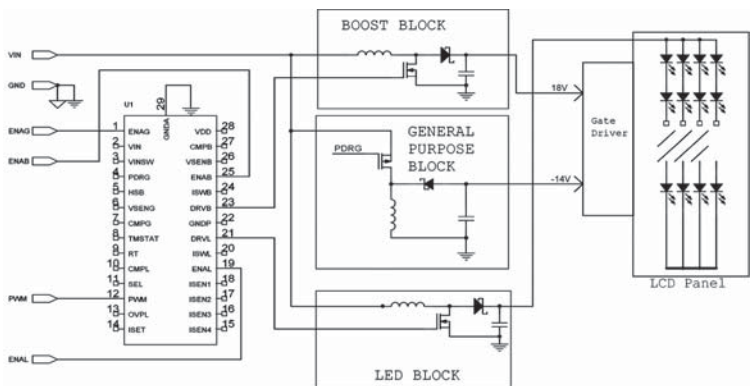 BOOST BLOCK
VIN
GND
U1
29
GNDA
18V
Gate
Driver
ENAG
ENAB
GENERAL
PURPOSE
BLOCK
PDRG
-14V
1 ENAG VDD 28
2 VIN CMPB 27
3 VINSW VSENB 26
4 PDRG ENAB 25
5 HSB ISWB 24
6 VSENG DRVB 23
7 CMPG GNDP 22
8 TMSTAT DRVL 21
9 RT ISWL 20
10 CMPL ENAL 19
11 SEL ISEN1 18
12 PWM ISEN2 17
13 OVPL ISEN3 16
14 ISET ISEN4 15
PWM
ENAL
LCD Panel
LED BLOCK